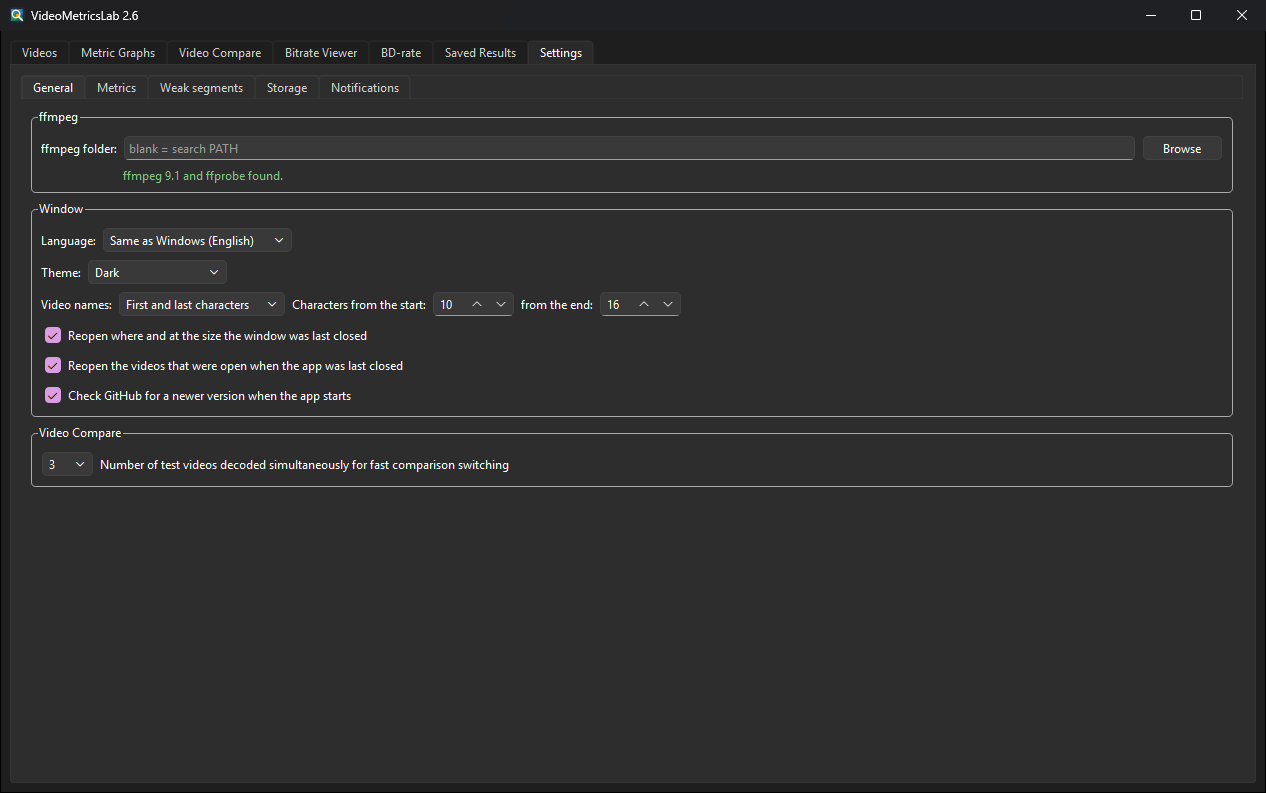 VideoMetricsLab 2.6
Videos Metric Graphs Video Compare Bitrate Viewer BD-rate Saved Results Settings
General Metrics Weak segments Storage Notifications
ffmpeg
ffmpeg folder: blank = search PATH Browse
ffmpeg 9.1 and ffprobe found.
Window
Language: Same as Windows (English)
Theme: Dark
Video names: First and last characters Characters from the start: 10 from the end: 16
Reopen where and at the size the window was last closed
Reopen the videos that were open when the app was last closed
Check GitHub for a newer version when the app starts
Video Compare
3 Number of test videos decoded simultaneously for fast comparison switching